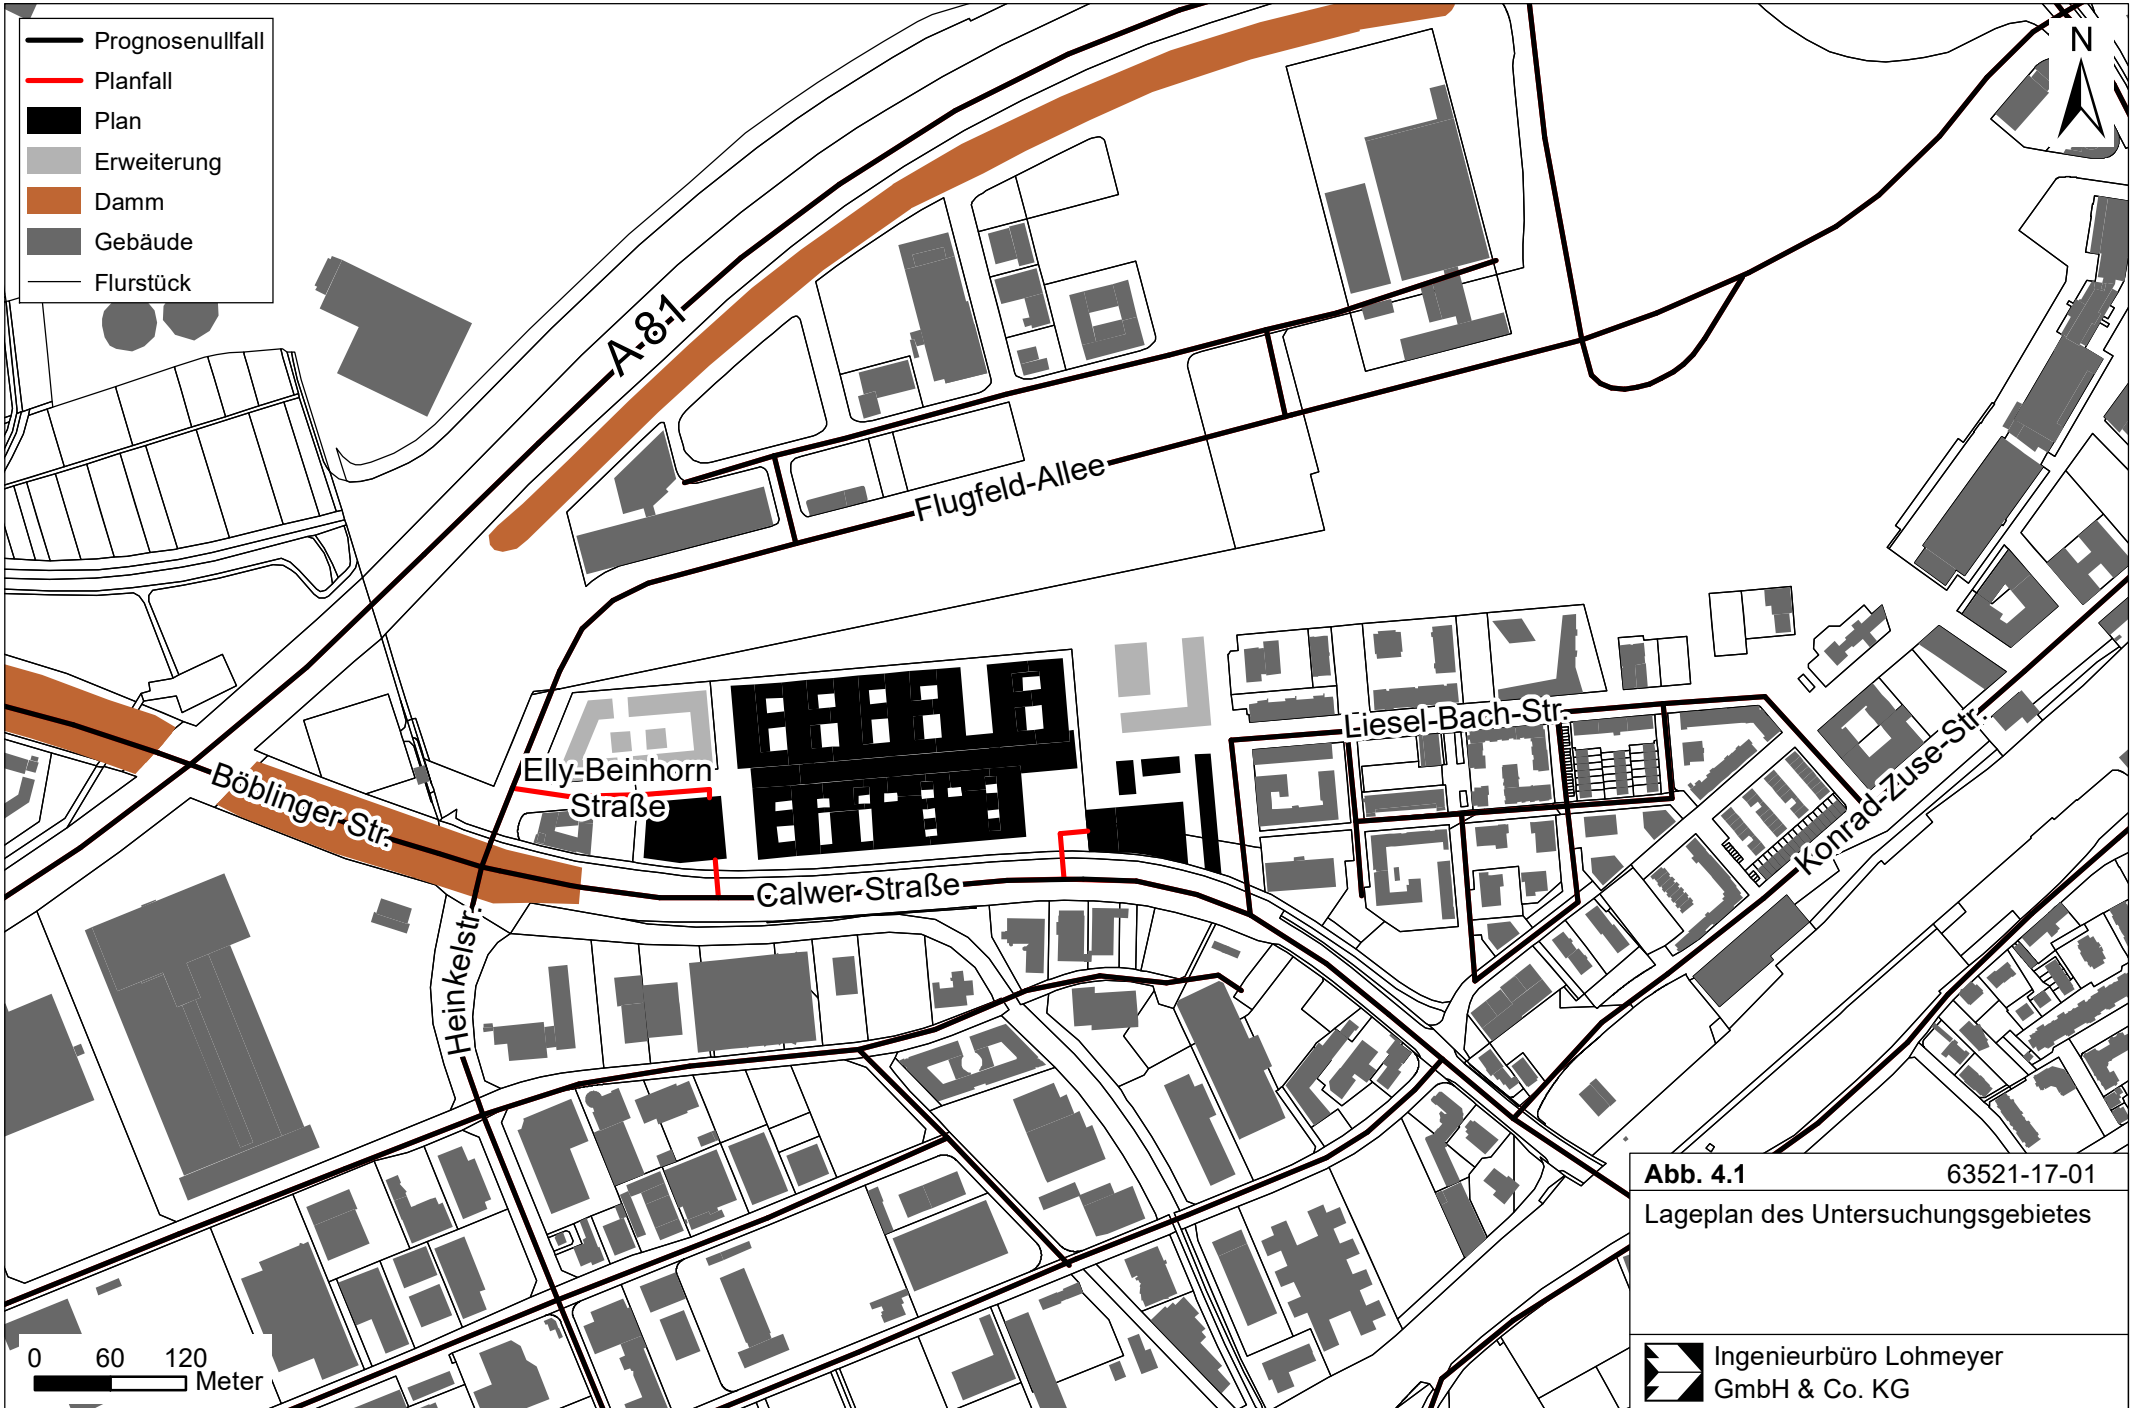 Prognosenullfall
Planfall
Plan
Erweiterung
Damm
Gebäude
Flurstück
N
A-81
Flugfeld-Allee
Liesel-Bach-Str.
Elly-Beinhorn
Straße
Böblinger Str.
Konrad-Zuse-Str.
Calwer-Straße
Heinkelstr.
Abb. 4.1 63521-17-01
Lageplan des Untersuchungsgebietes
0 60 120
Meter
Ingenieurbüro Lohmeyer
GmbH & Co. KG